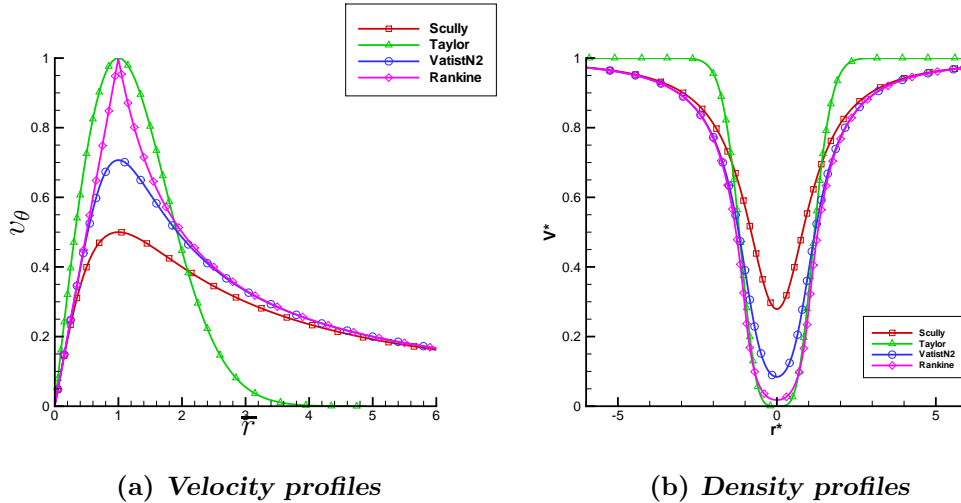 Scully
Taylor
VatistN2
Rankine
1
0.8
0.6
0.4
0.2
0
v_θ
0 1 2 3 4 5 6
r̄
(a) Velocity profiles
1
0.8
0.6
0.4
0.2
0
V*
Scully
Taylor
VatistN2
Rankine
-5 0 5
r*
(b) Density profiles